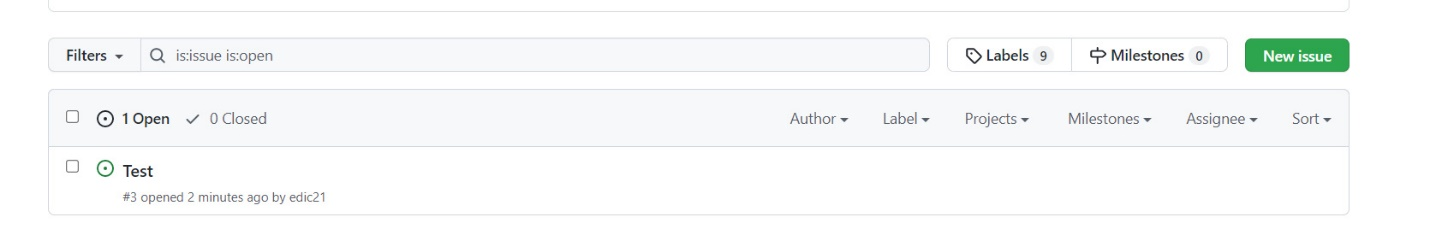 Filters is:issue is:open Labels 9 Milestones 0 New issue
1 Open 0 Closed Author Label Projects Milestones Assignee Sort
Test
#3 opened 2 minutes ago by edic21